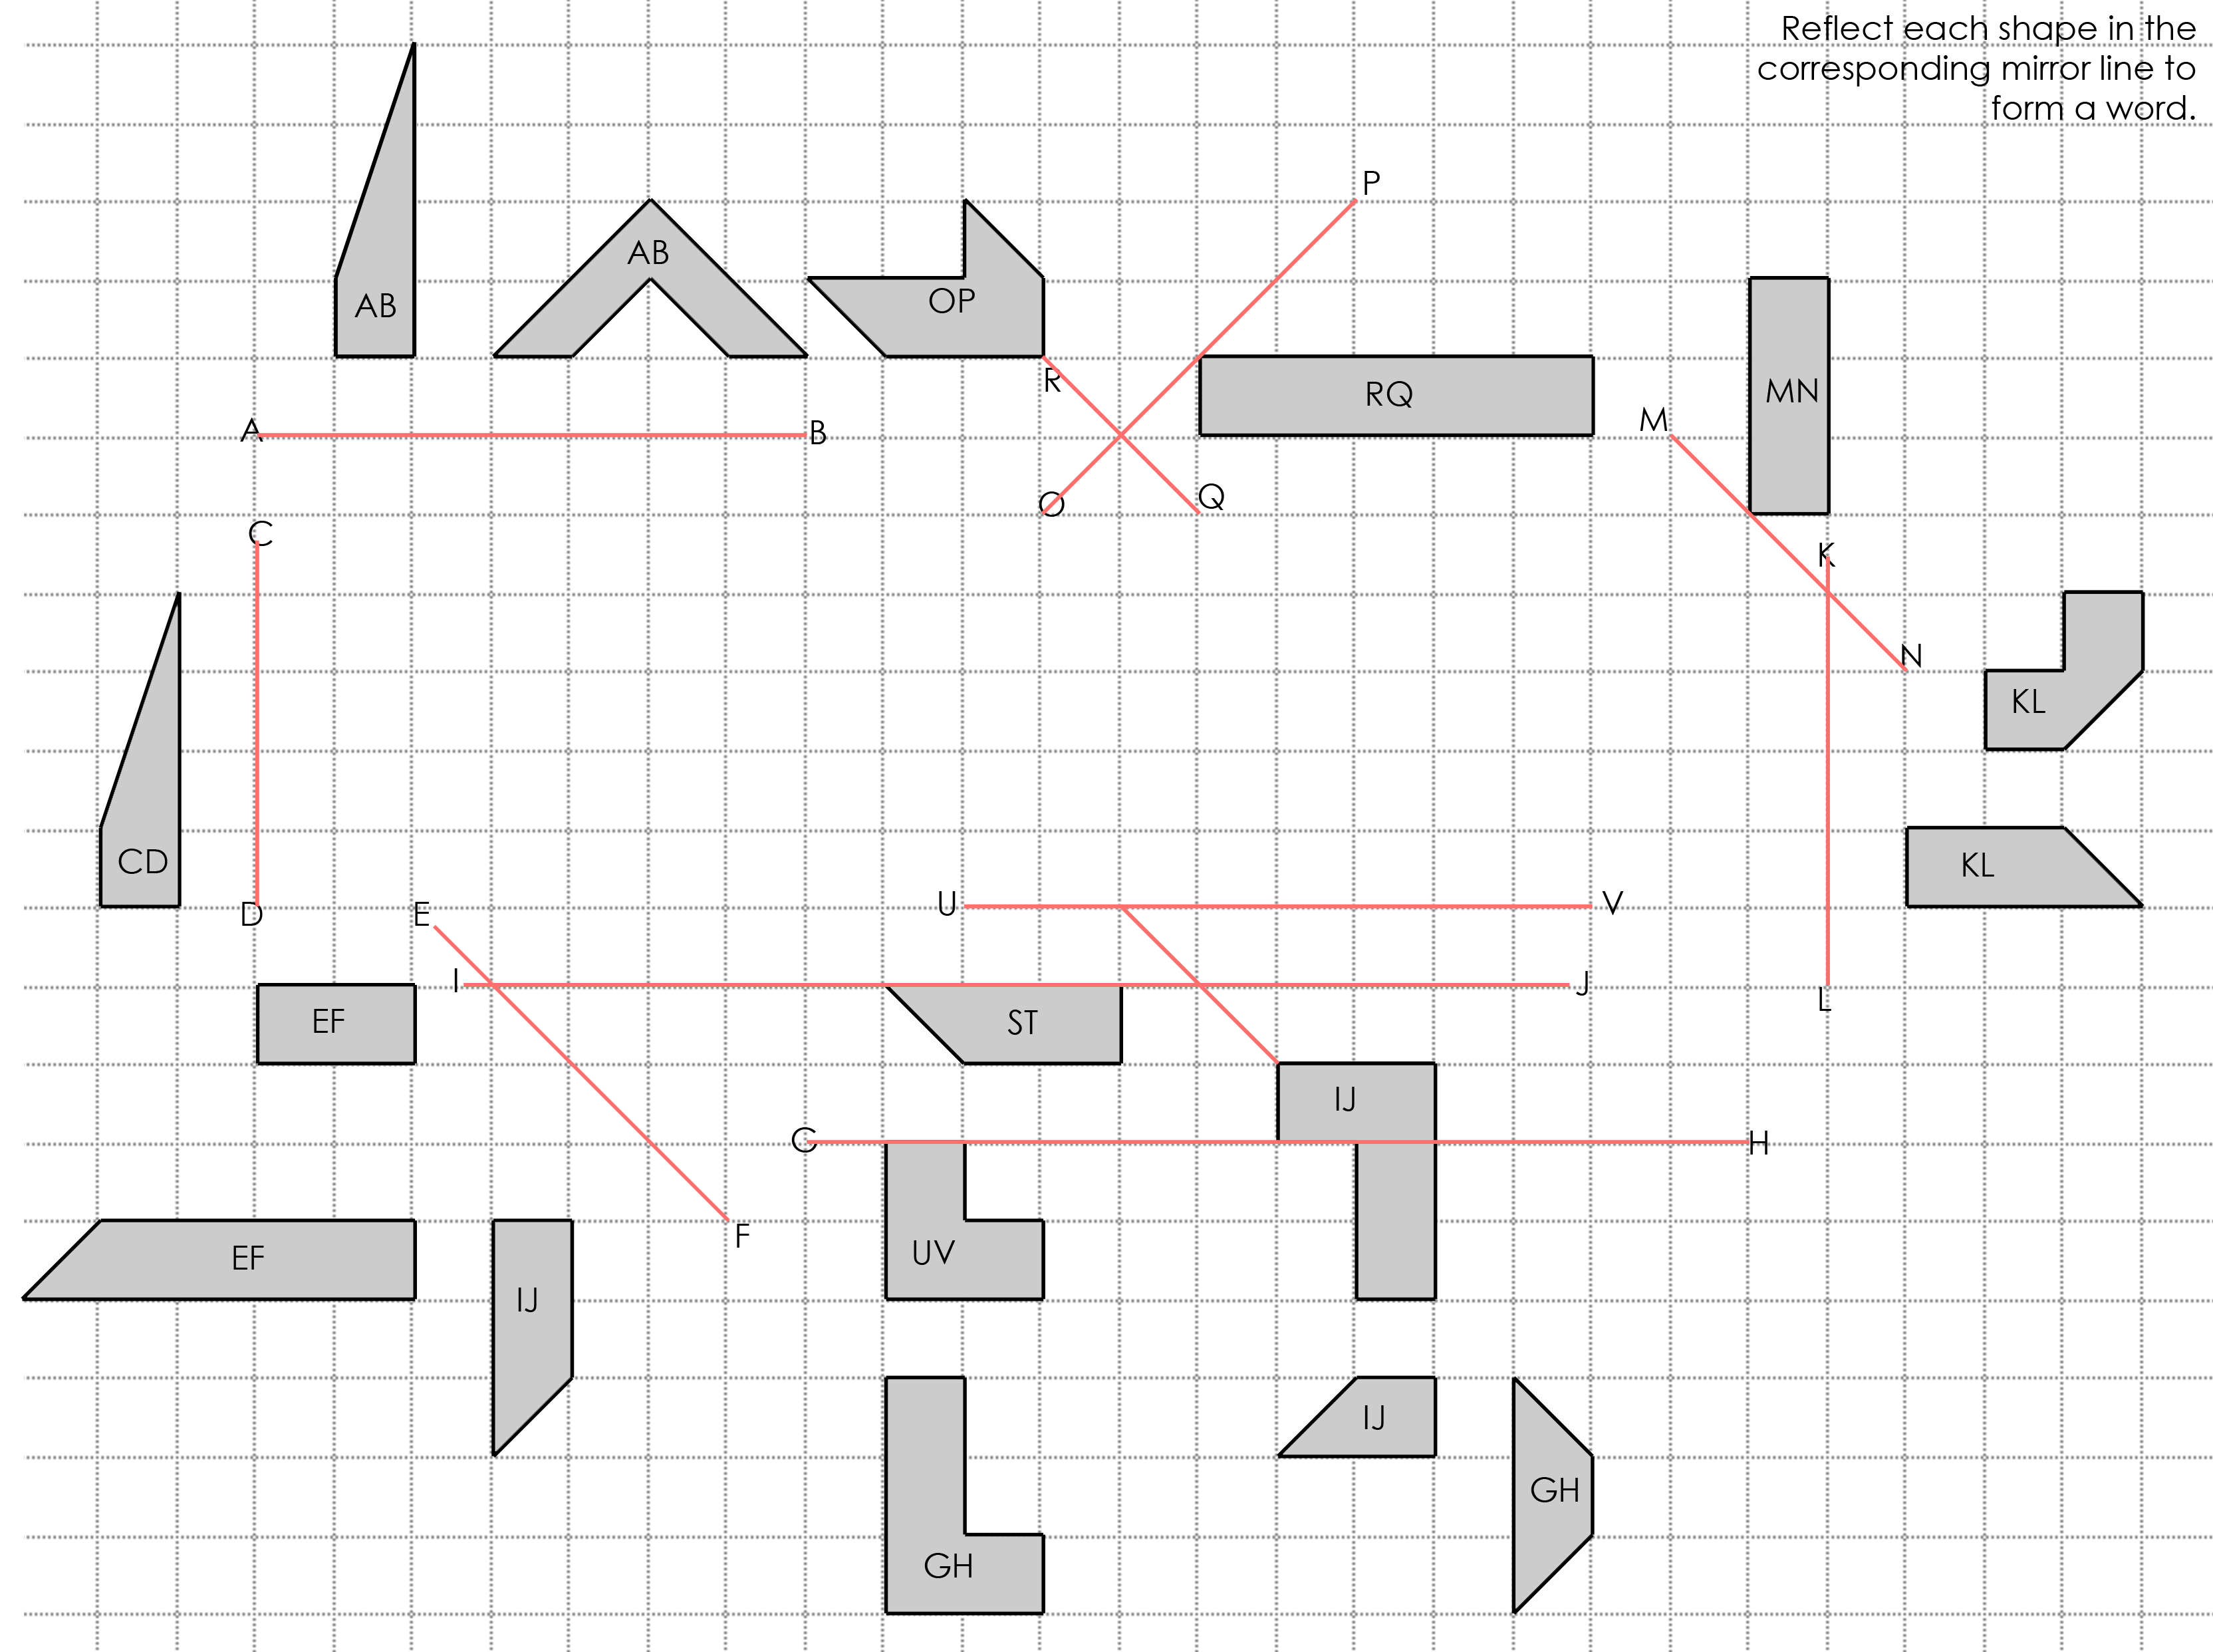 Reflect each shape in the
corresponding mirror line to
form a word.
P
AB
OP
AB
R
RQ
MN
M
A
B
O
Q
C
K
N
KL
CD
KL
D
E
U
V
I
J
L
EF
ST
IJ
G
H
F
EF
UV
IJ
IJ
GH
GH